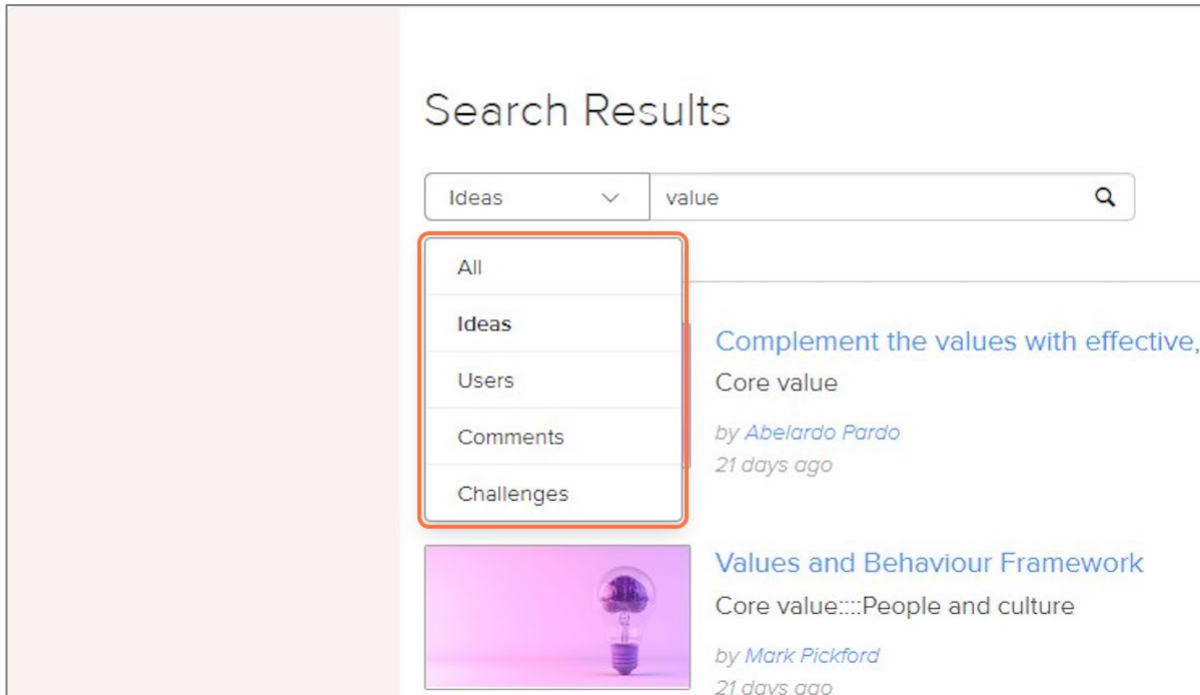 Search Results
Ideas value
All
Ideas
Users
Comments
Challenges
Complement the values with effective,
Core value
by Abelardo Pardo
21 days ago
Values and Behaviour Framework
Core value::::People and culture
by Mark Pickford
21 days ago